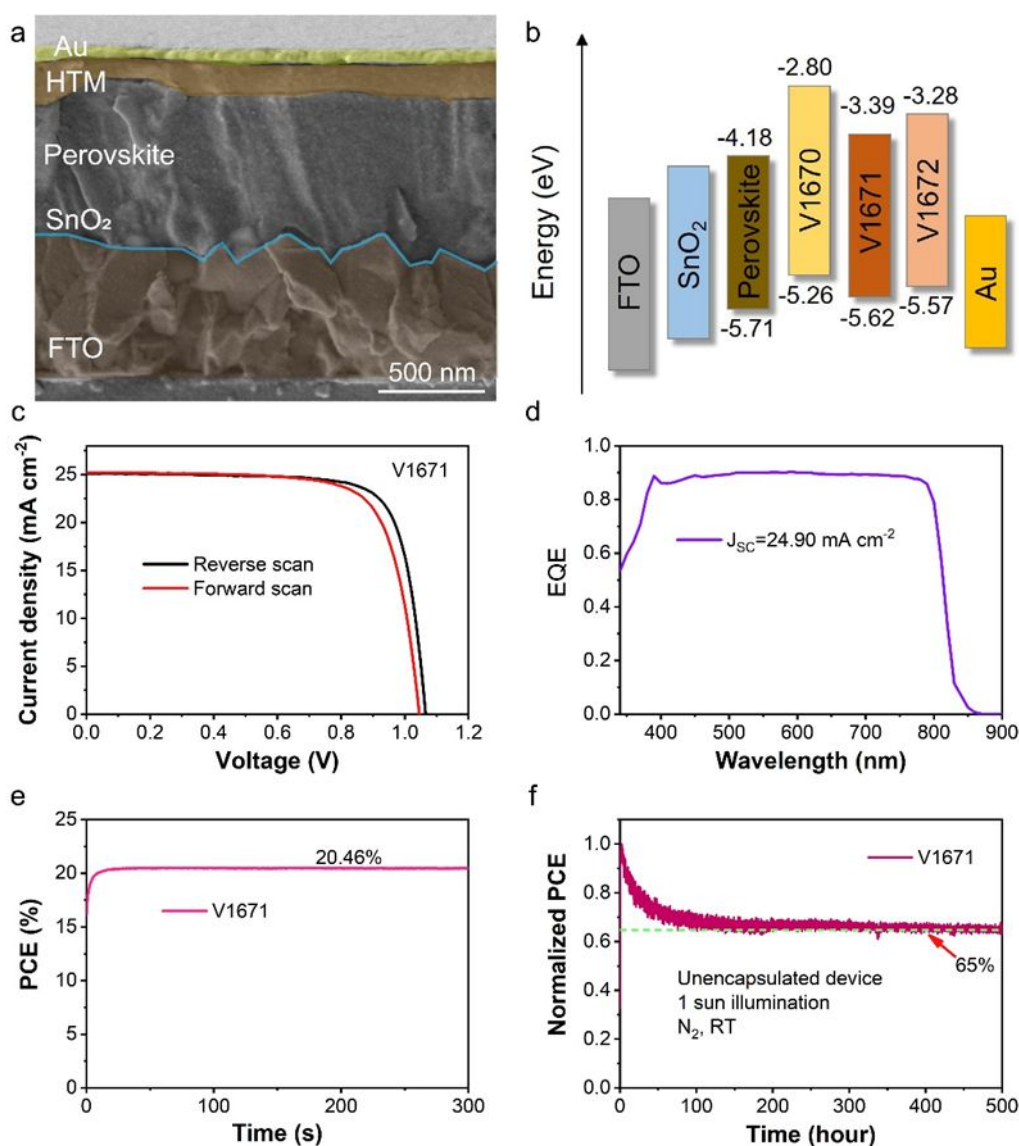 a
Au
HTM
Perovskite
SnO₂
FTO
500 nm
b
Energy (eV)
FTO
SnO₂
-4.18
Perovskite
-5.71
-2.80
V1670
-5.26
-3.39
V1671
-5.62
-3.28
V1672
-5.57
Au
c
Current density (mA cm⁻²)
30
25
20
15
10
5
0
V1671
Reverse scan
Forward scan
0.0 0.2 0.4 0.6 0.8 1.0 1.2
Voltage (V)
d
EQE
1.0
0.8
0.6
0.4
0.2
0.0
J_SC=24.90 mA cm⁻²
400 500 600 700 800 900
Wavelength (nm)
e
PCE (%)
25
20
15
10
5
0
20.46%
V1671
0 100 200 300
Time (s)
f
Normalized PCE
1.0
0.8
0.6
0.4
0.2
0.0
V1671
65%
Unencapsulated device
1 sun illumination
N₂, RT
0 100 200 300 400 500
Time (hour)